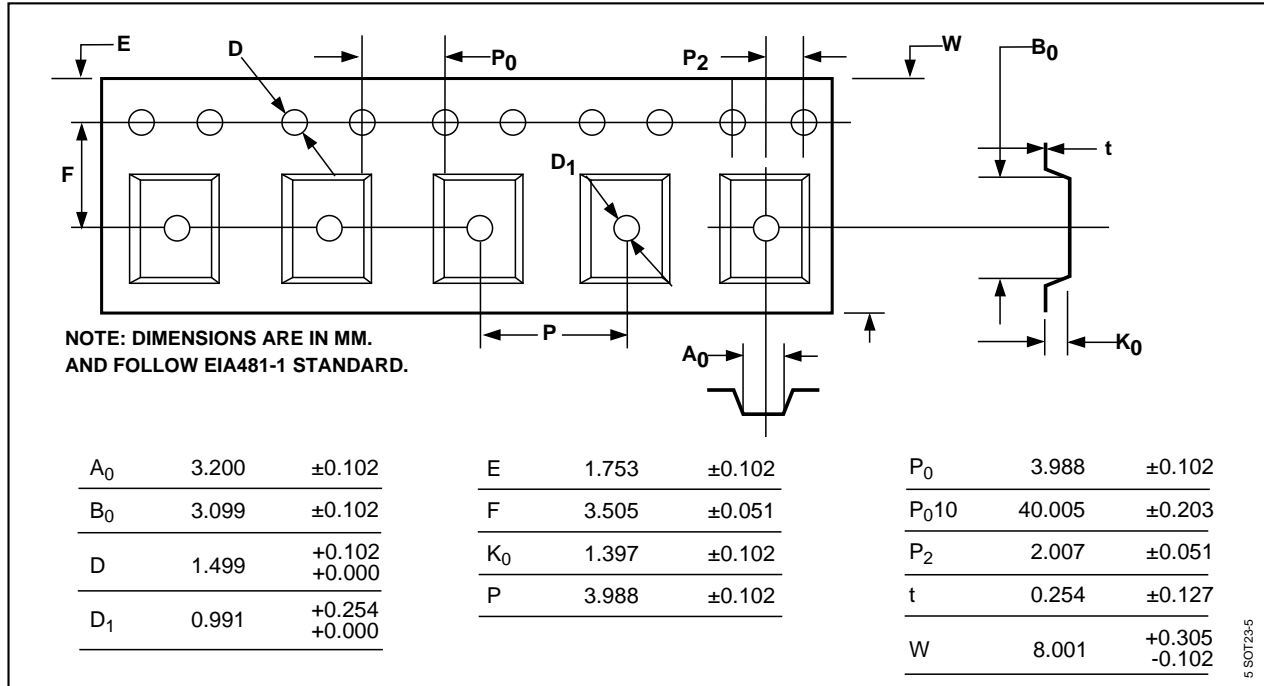 E
D
P0
P2
W
B0
F
D1
t
NOTE: DIMENSIONS ARE IN MM.
AND FOLLOW EIA481-1 STANDARD.
P
A0
K0
A0 3.200 ±0.102
B0 3.099 ±0.102
D 1.499 +0.102 +0.000
D1 0.991 +0.254 +0.000
E 1.753 ±0.102
F 3.505 ±0.051
K0 1.397 ±0.102
P 3.988 ±0.102
P0 3.988 ±0.102
P010 40.005 ±0.203
P2 2.007 ±0.051
t 0.254 ±0.127
W 8.001 +0.305 -0.102
5 SOT23-5